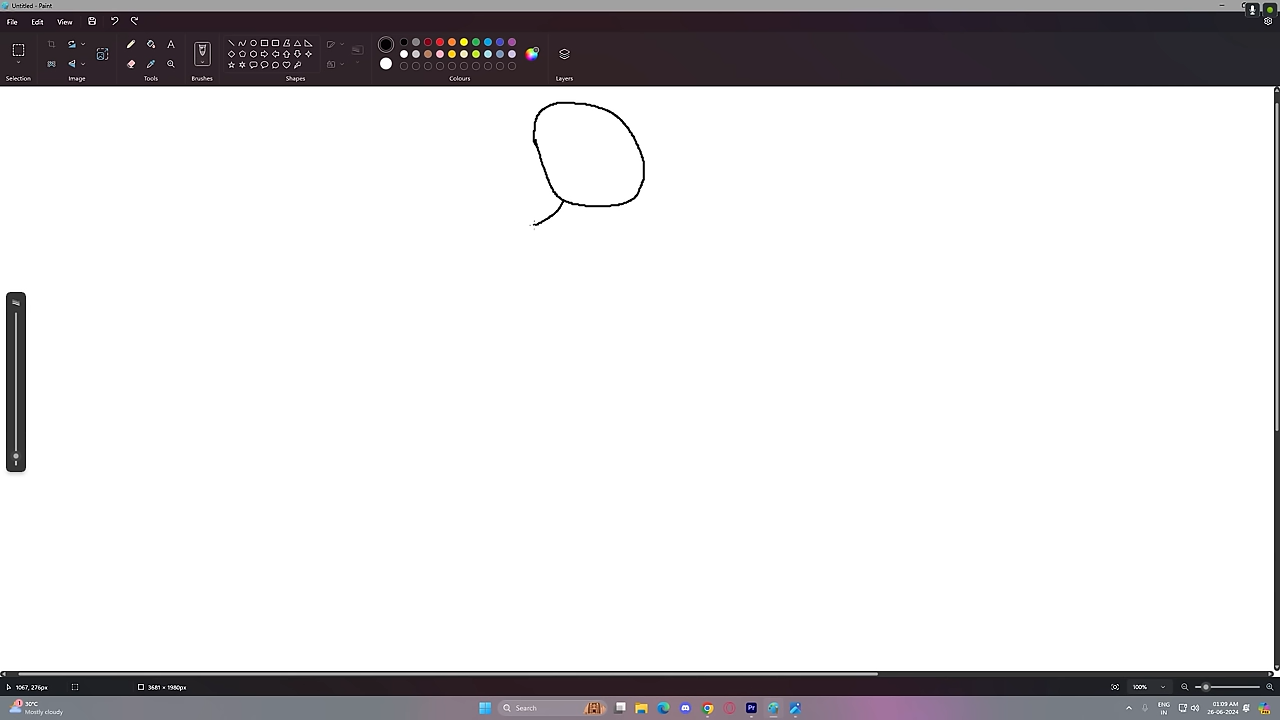 Untitled - Paint
File Edit View
Selection Image Tools Brushes Shapes Colours Layers
1067, 276px 3681 × 1980px 100%
30°C
Mostly cloudy
Search
ENG
IN
01:09 AM
26-06-2024